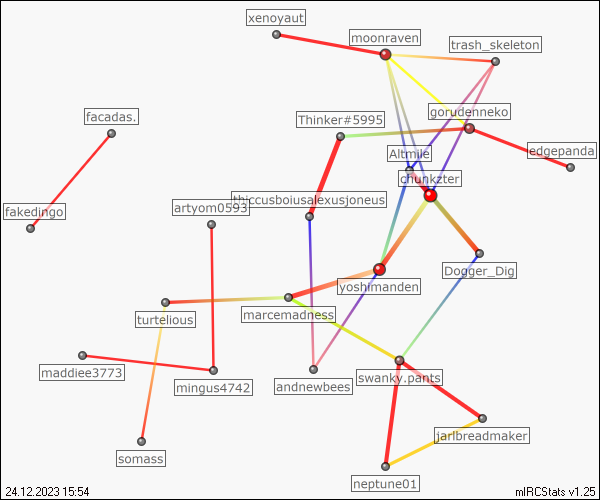 xenoyaut
moonraven
trash_skeleton
facadas.
Thinker#5995
gorudenneko
Altmile
edgepanda
chunkzter
fakedingo
artyom0593
thiccusboiusalexusjoneus
Dogger_Dig
yoshimanden
turtelious
marcemadness
maddiee3773
mingus4742
andnewbees
swanky.pants
jarlbreadmaker
somass
neptune01
24.12.2023 15:54
mIRCStats v1.25